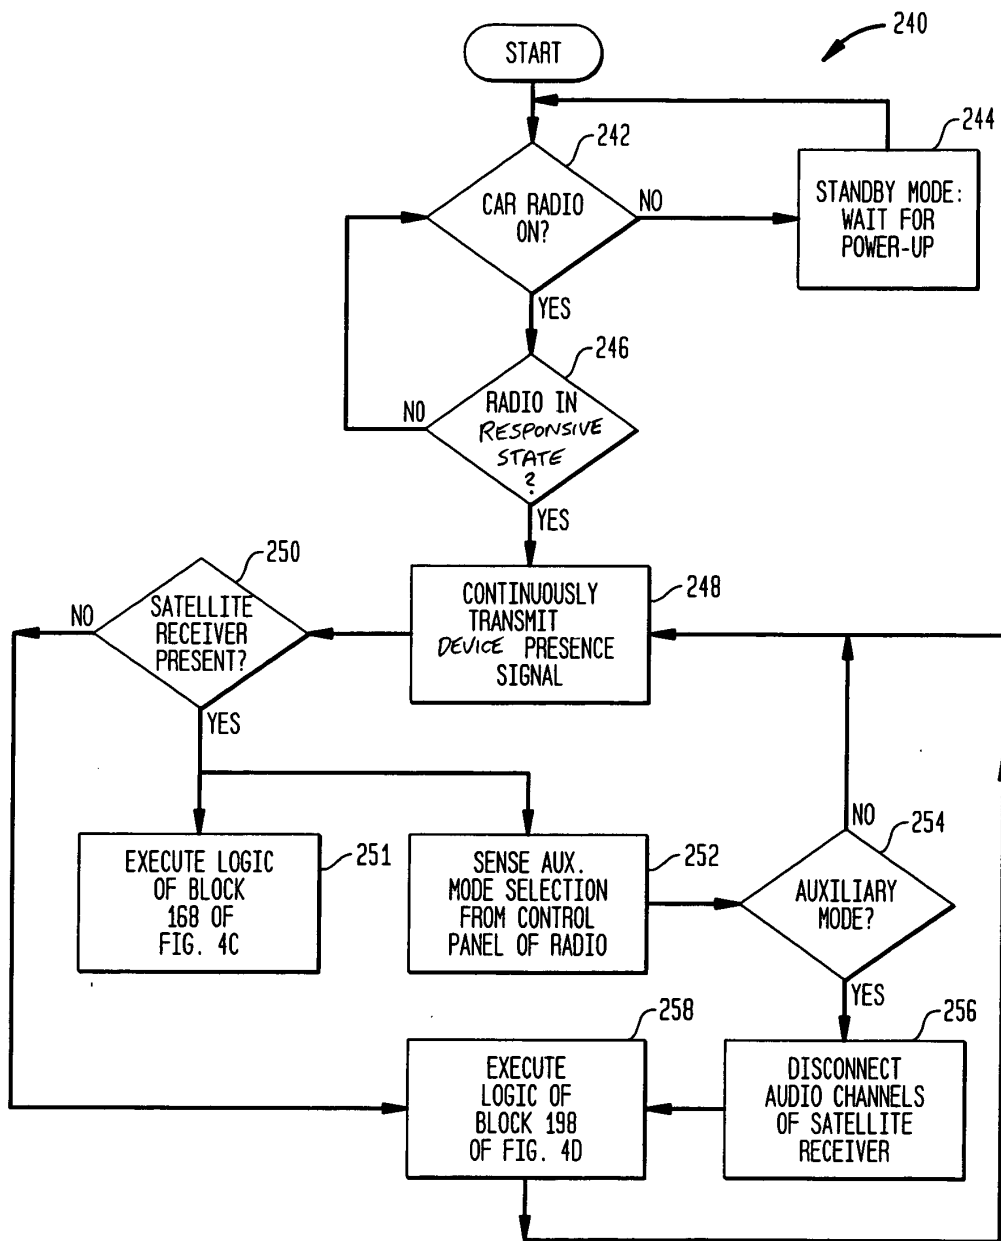 START
240
242
244
CAR RADIO
ON?
NO
STANDBY MODE:
WAIT FOR
POWER-UP
YES
246
RADIO IN
RESPONSIVE
STATE
?
NO
YES
250
248
SATELLITE
RECEIVER
PRESENT?
NO
CONTINUOUSLY
TRANSMIT
DEVICE PRESENCE
SIGNAL
YES
251
EXECUTE LOGIC
OF BLOCK
168 OF
FIG. 4C
252
SENSE AUX.
MODE SELECTION
FROM CONTROL
PANEL OF RADIO
NO
254
AUXILIARY
MODE?
YES
258
EXECUTE
LOGIC OF
BLOCK 198
OF FIG. 4D
256
DISCONNECT
AUDIO CHANNELS
OF SATELLITE
RECEIVER